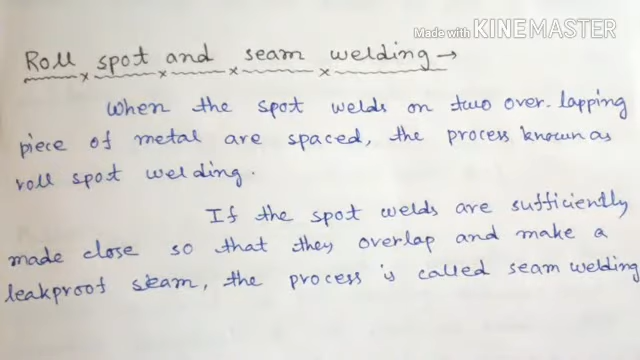 Made with KINEMASTER
Roll spot and seam welding →
When the spot welds on two over-lapping
piece of metal are spaced, the process known as
roll spot welding.
If the spot welds are sufficiently
made close so that they overlap and make a
leakproof seam, the process is called seam welding